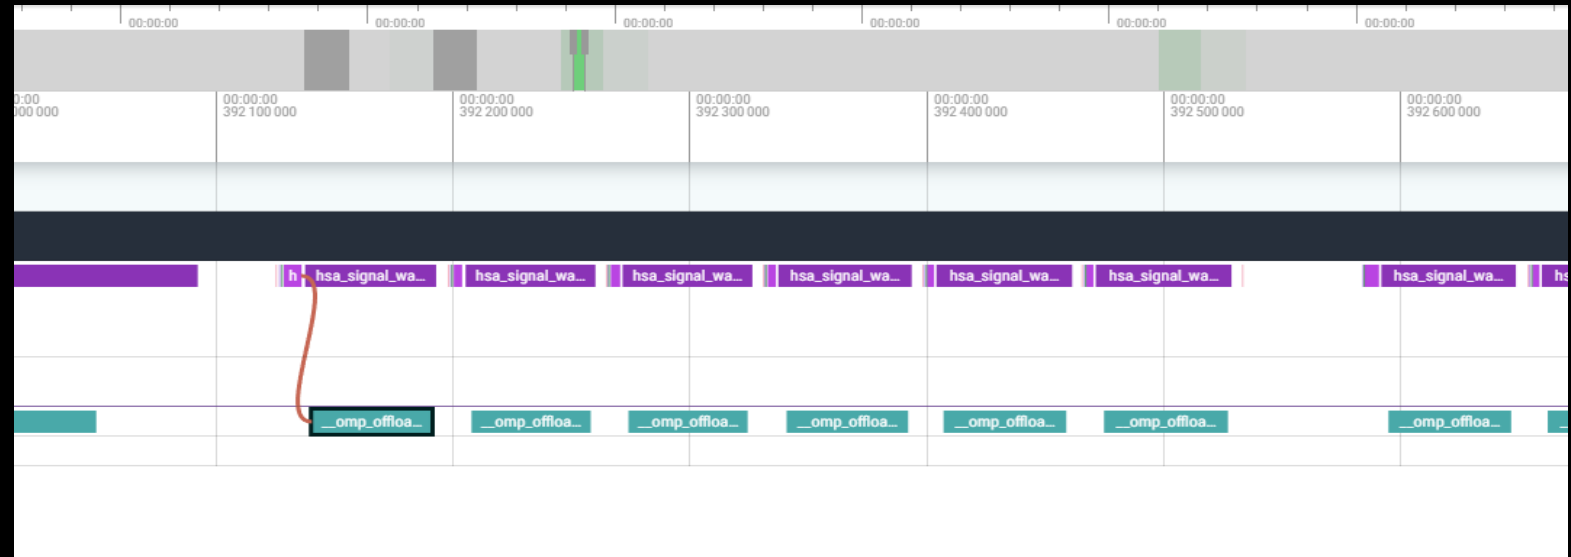 00:00:00 00:00:00 00:00:00 00:00:00 00:00:00 00:00:00
0:00 00:00:00 00:00:00 00:00:00 00:00:00 00:00:00 00:00:00
000 000 392 100 000 392 200 000 392 300 000 392 400 000 392 500 000 392 600 000
h hsa_signal_wa... hsa_signal_wa... hsa_signal_wa... hsa_signal_wa... hsa_signal_wa... hsa_signal_wa... hsa_signal_wa... hs
__omp_offloa... __omp_offloa... __omp_offloa... __omp_offloa... __omp_offloa... __omp_offloa... __omp_offloa... _